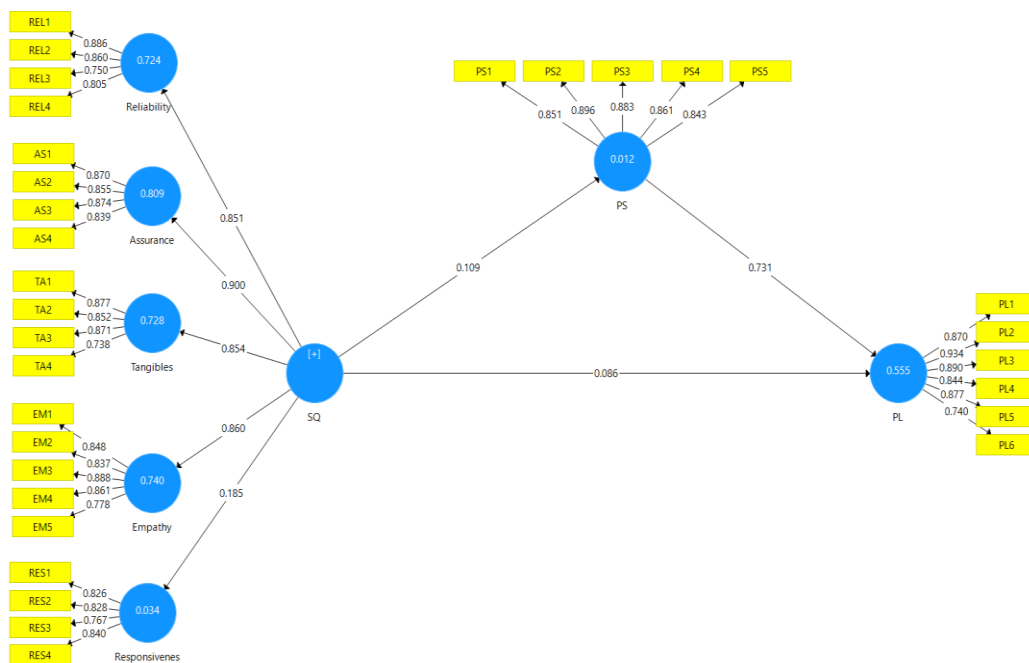 REL1
REL2
REL3
REL4
0.886
0.860
0.750
0.805
0.724
Reliability
AS1
AS2
AS3
AS4
0.870
0.855
0.874
0.839
0.809
Assurance
TA1
TA2
TA3
TA4
0.877
0.852
0.871
0.738
0.728
Tangibles
EM1
EM2
EM3
EM4
EM5
0.848
0.837
0.888
0.861
0.778
0.740
Empathy
RES1
RES2
RES3
RES4
0.826
0.828
0.767
0.840
0.034
Responsivenes
0.851
0.900
0.854
0.860
0.185
[+]
SQ
0.109
0.086
PS1
PS2
PS3
PS4
PS5
0.851
0.896
0.883
0.861
0.843
0.012
PS
0.731
0.555
PL
0.870
0.934
0.890
0.844
0.877
0.740
PL1
PL2
PL3
PL4
PL5
PL6